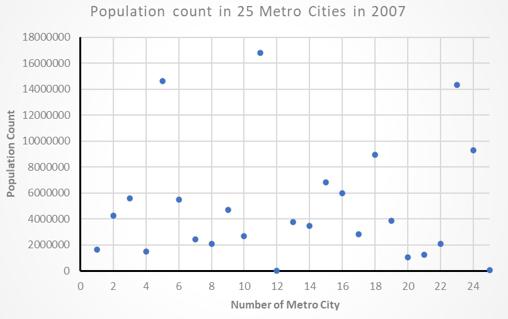 Population count in 25 Metro Cities in 2007
18000000
16000000
14000000
12000000
10000000
8000000
6000000
4000000
2000000
0
Population Count
0 2 4 6 8 10 12 14 16 18 20 22 24
Number of Metro City